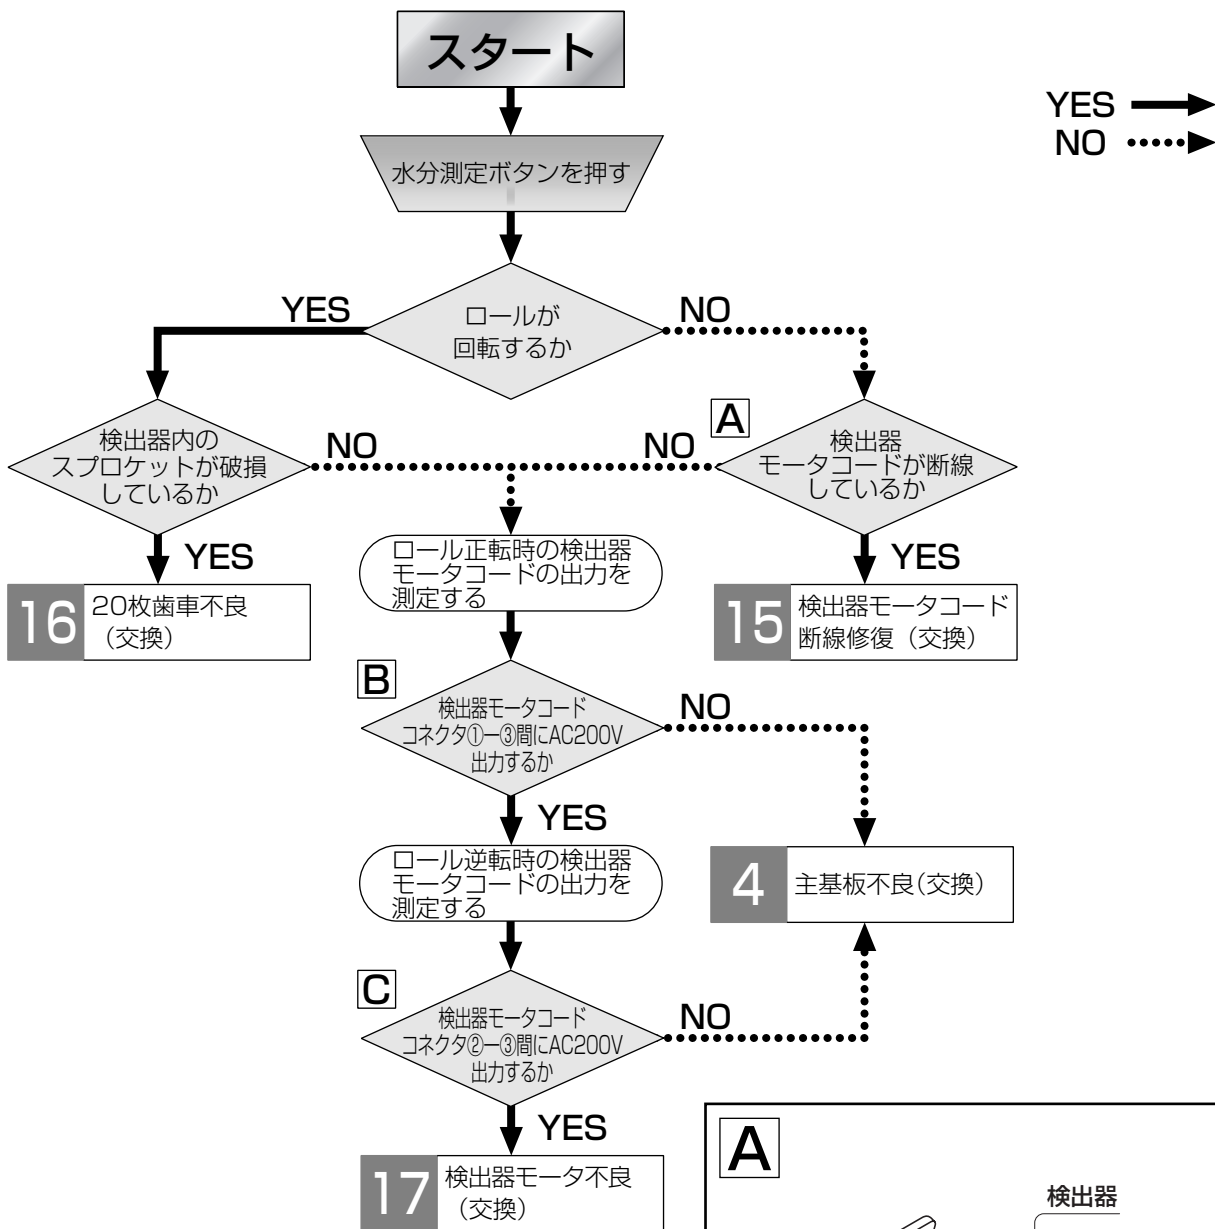 スタート
YES
NO
水分測定ボタンを押す
ロールが
回転するか
YES
NO
検出器内の
スプロケットが破損
しているか
NO
NO
A
検出器
モータコードが断線
しているか
YES
YES
16
20枚歯車不良
(交換)
ロール正転時の検出器
モータコードの出力を
測定する
15
検出器モータコード
断線修復（交換）
B
検出器モータコード
コネクタ①ー③間にAC200V
出力するか
NO
YES
ロール逆転時の検出器
モータコードの出力を
測定する
4
主基板不良(交換)
C
検出器モータコード
コネクタ②ー③間にAC200V
出力するか
NO
YES
17
検出器モータ不良
（交換）
A
検出器